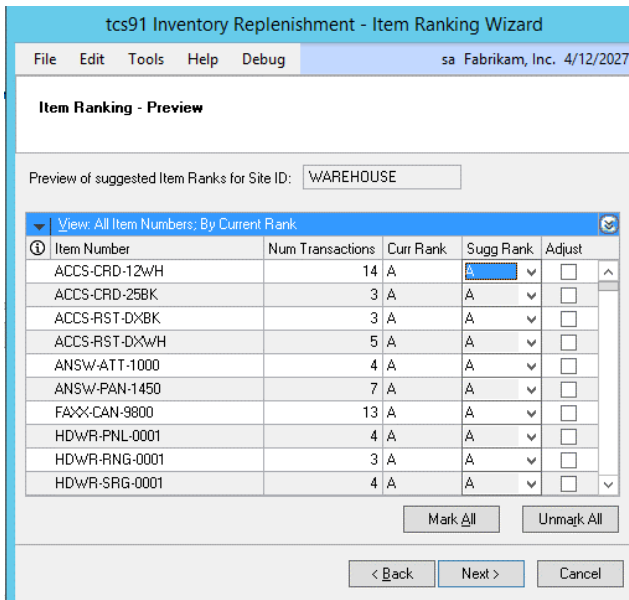 tcs91 Inventory Replenishment - Item Ranking Wizard
File Edit Tools Help Debug sa Fabrikam, Inc. 4/12/2027
Item Ranking - Preview
Preview of suggested Item Ranks for Site ID: WAREHOUSE
View: All Item Numbers; By Current Rank
Item Number Num Transactions Curr Rank Sugg Rank Adjust
ACCS-CRD-12WH 14 A A
ACCS-CRD-25BK 3 A A
ACCS-RST-DXBK 3 A A
ACCS-RST-DXWH 5 A A
ANSW-ATT-1000 4 A A
ANSW-PAN-1450 7 A A
FAXX-CAN-9800 13 A A
HDWR-PNL-0001 4 A A
HDWR-RNG-0001 3 A A
HDWR-SRG-0001 4 A A
Mark All Unmark All
< Back Next > Cancel